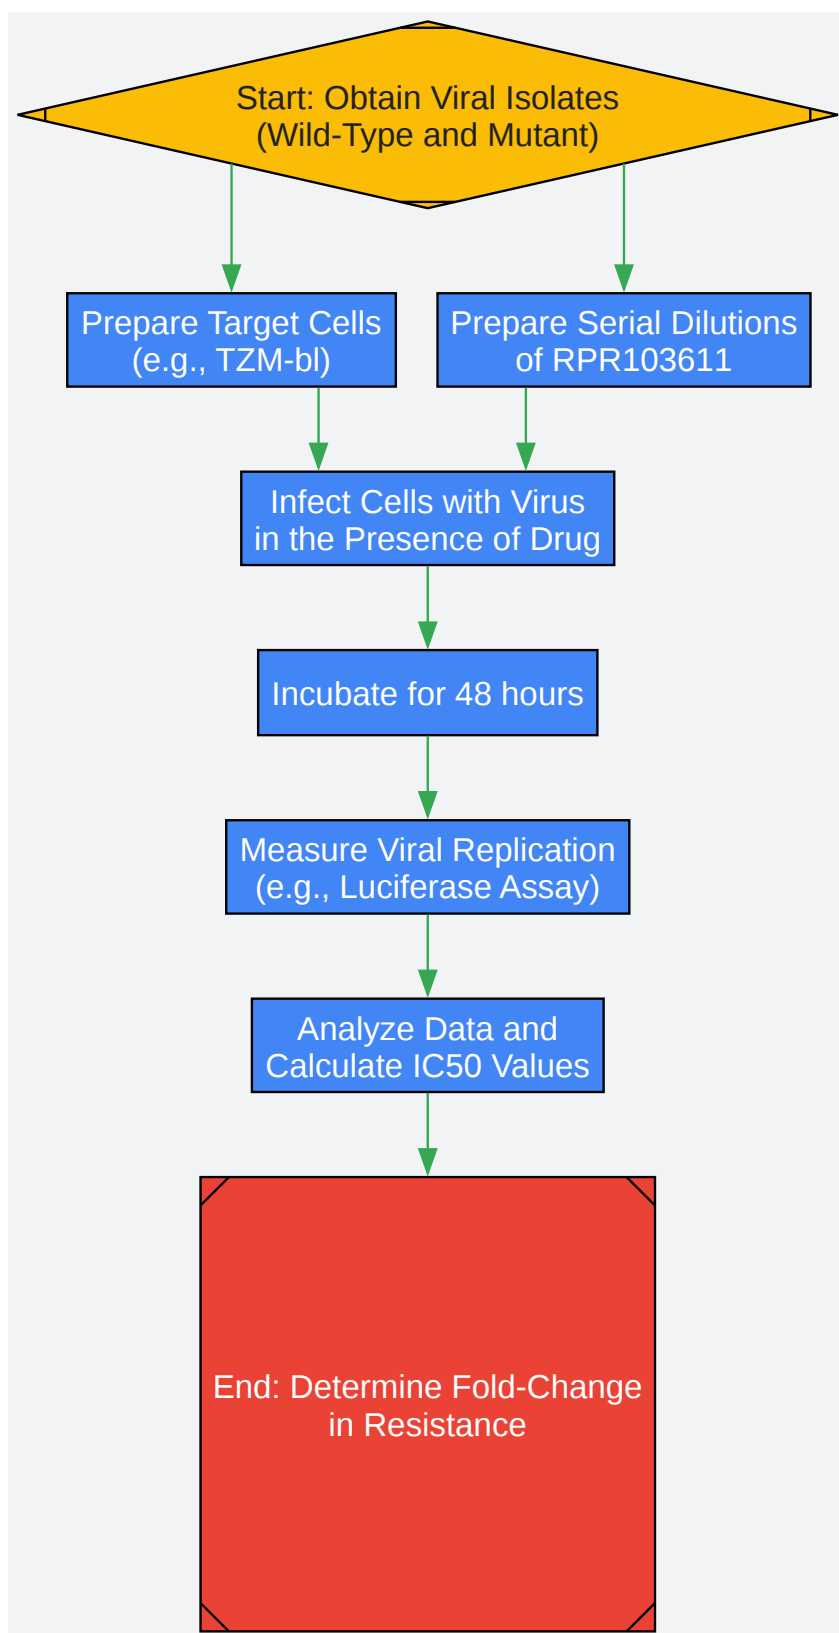 Start: Obtain Viral Isolates
(Wild-Type and Mutant)
Prepare Target Cells
(e.g., TZM-bl)
Prepare Serial Dilutions
of RPR103611
Infect Cells with Virus
in the Presence of Drug
Incubate for 48 hours
Measure Viral Replication
(e.g., Luciferase Assay)
Analyze Data and
Calculate IC50 Values
End: Determine Fold-Change
in Resistance